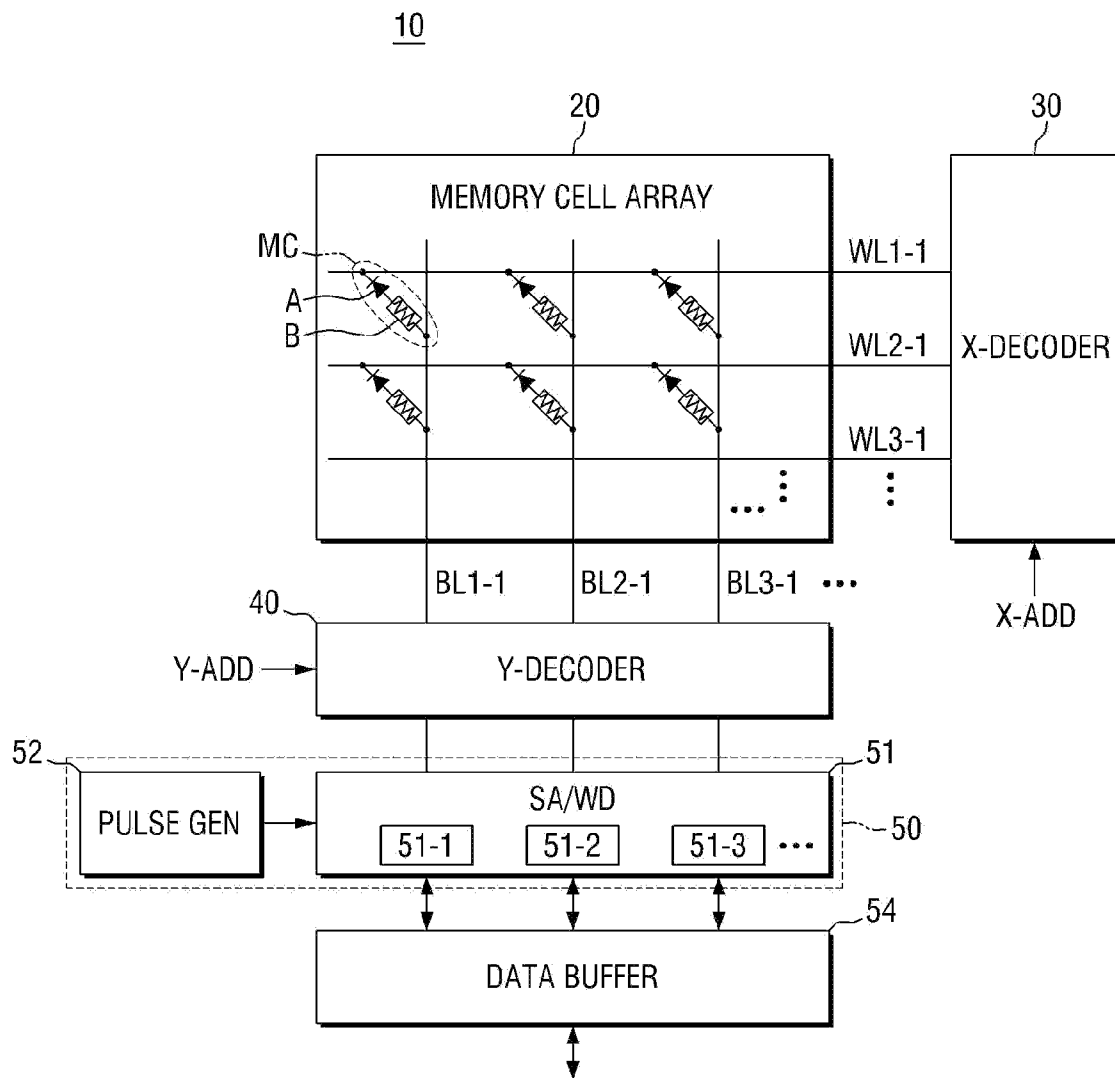 10
20
30
MEMORY CELL ARRAY
MC
A
B
WL1-1
WL2-1
WL3-1
X-DECODER
BL1-1
BL2-1
BL3-1
X-ADD
40
Y-ADD
Y-DECODER
52
51
PULSE GEN
SA/WD
51-1
51-2
51-3
50
54
DATA BUFFER